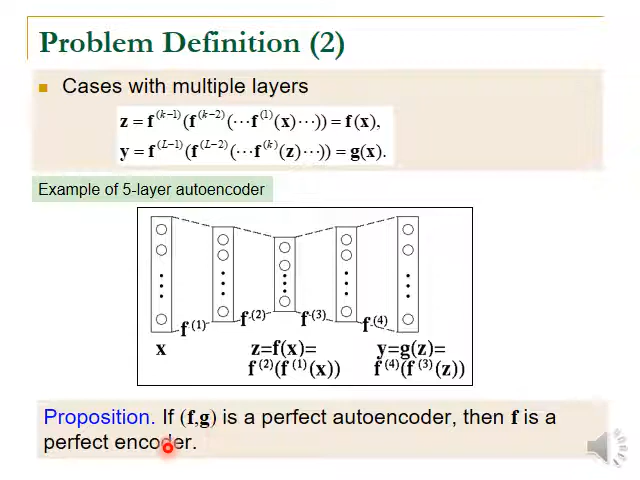 Problem Definition (2)
Cases with multiple layers
z = f^(k−1)(f^(k−2)(⋯f^(1)(x)⋯)) = f(x),
y = f^(L−1)(f^(L−2)(⋯f^(k)(z)⋯)) = g(x).
Example of 5-layer autoencoder
f^(1) f^(2) f^(3) f^(4)
x z=f(x)= y=g(z)=
f^(2)(f^(1)(x)) f^(4)(f^(3)(z))
Proposition. If (f,g) is a perfect autoencoder, then f is a
perfect encoder.